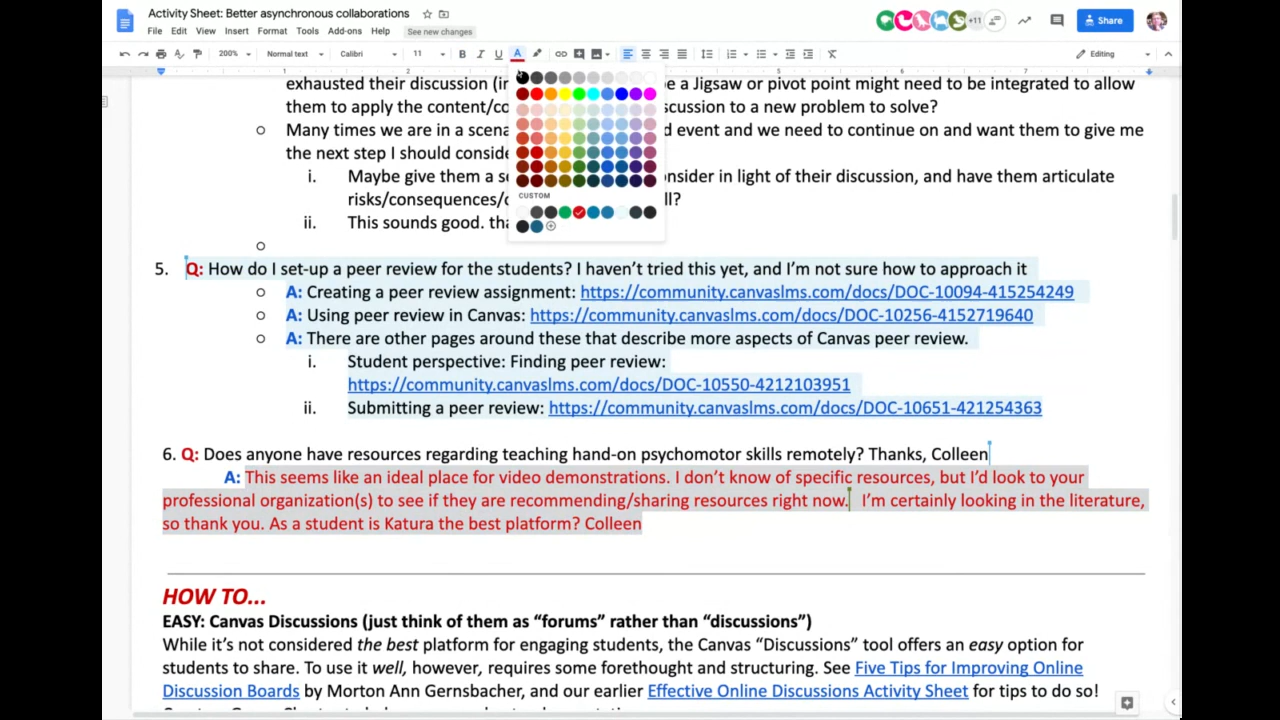 Activity Sheet: Better asynchronous collaborations
File Edit View Insert Format Tools Add-ons Help See new changes
+11
Share
200% Normal text Calibri 11 B I U A Editing
1 2 5 6 7
exhausted their discussion (in e a Jigsaw or pivot point might need to be integrated to allow
them to apply the content/co scussion to a new problem to solve?
Many times we are in a scena d event and we need to continue on and want them to give me
the next step I should conside
i. Maybe give them a se nsider in light of their discussion, and have them articulate
risks/consequences/c ll?
ii. This sounds good. tha
CUSTOM
5. Q: How do I set-up a peer review for the students? I haven’t tried this yet, and I’m not sure how to approach it
A: Creating a peer review assignment: https://community.canvaslms.com/docs/DOC-10094-415254249
A: Using peer review in Canvas: https://community.canvaslms.com/docs/DOC-10256-4152719640
A: There are other pages around these that describe more aspects of Canvas peer review.
i. Student perspective: Finding peer review:
https://community.canvaslms.com/docs/DOC-10550-4212103951
ii. Submitting a peer review: https://community.canvaslms.com/docs/DOC-10651-421254363
6. Q: Does anyone have resources regarding teaching hand-on psychomotor skills remotely? Thanks, Colleen
A: This seems like an ideal place for video demonstrations. I don’t know of specific resources, but I’d look to your
professional organization(s) to see if they are recommending/sharing resources right now. I’m certainly looking in the literature,
so thank you. As a student is Katura the best platform? Colleen
HOW TO...
EASY: Canvas Discussions (just think of them as “forums” rather than “discussions”)
While it’s not considered the best platform for engaging students, the Canvas “Discussions” tool offers an easy option for
students to share. To use it well, however, requires some forethought and structuring. See Five Tips for Improving Online
Discussion Boards by Morton Ann Gernsbacher, and our earlier Effective Online Discussions Activity Sheet for tips to do so!